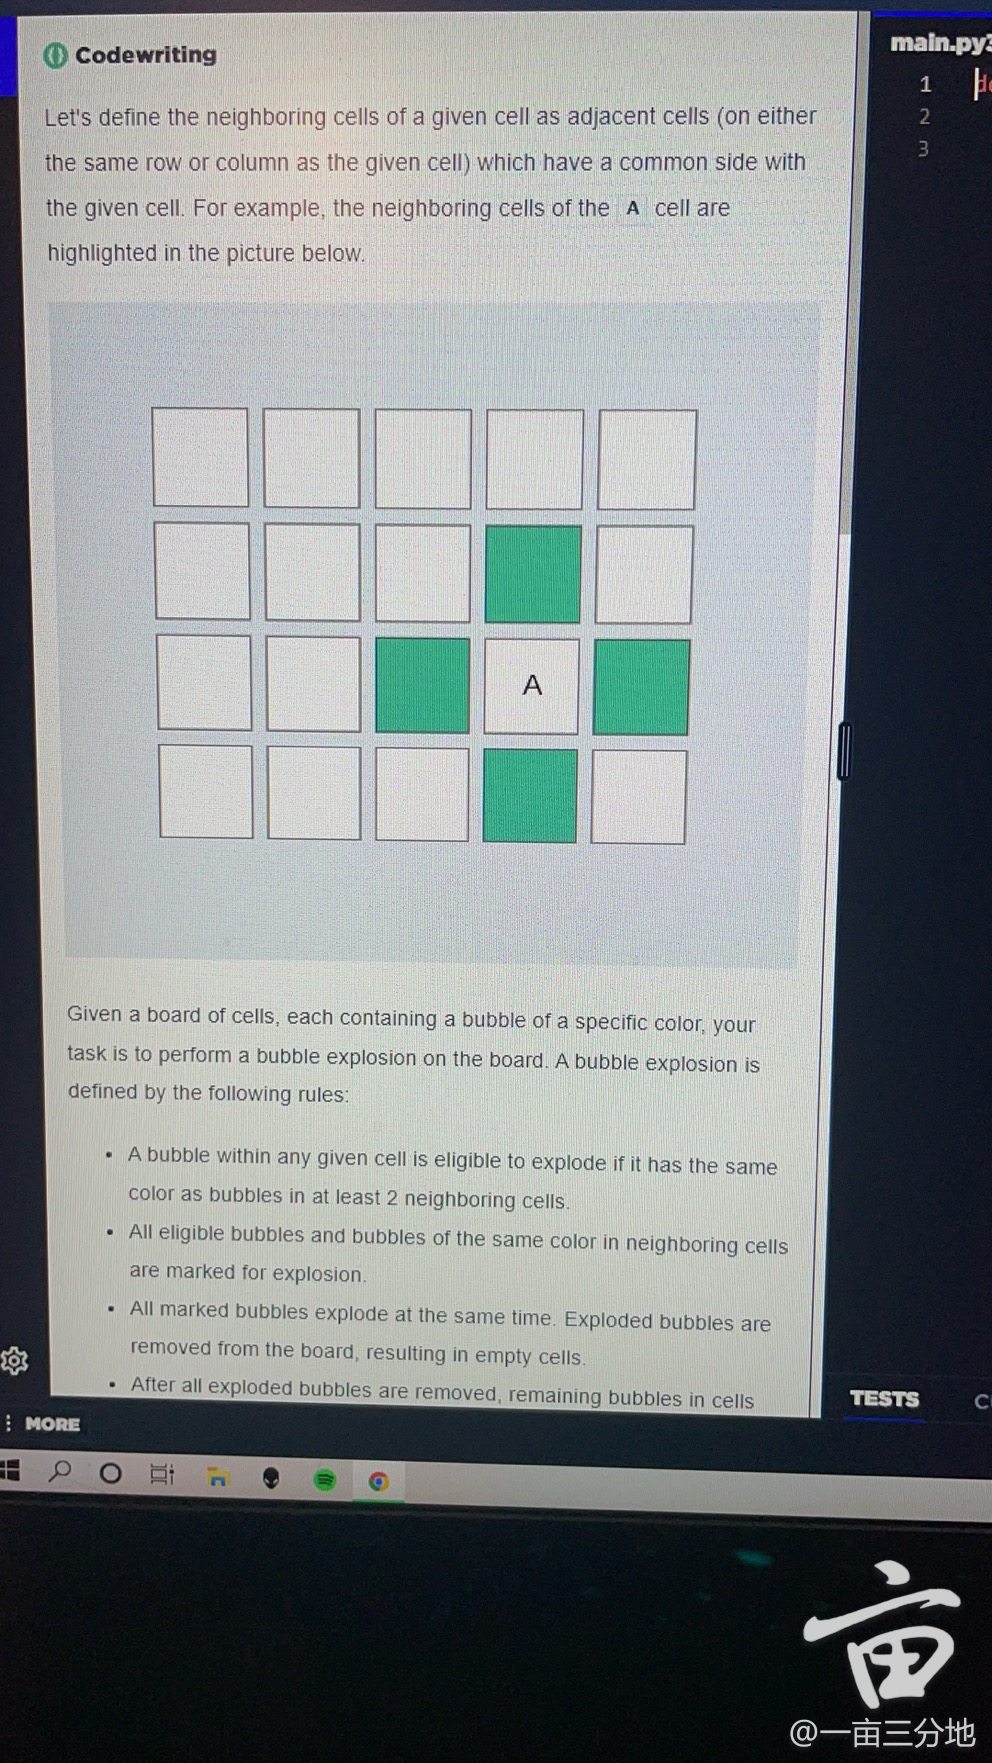 Codewriting
main.py3
1
2
3
Let's define the neighboring cells of a given cell as adjacent cells (on either
the same row or column as the given cell) which have a common side with
the given cell. For example, the neighboring cells of the A cell are
highlighted in the picture below.
A
Given a board of cells, each containing a bubble of a specific color, your
task is to perform a bubble explosion on the board. A bubble explosion is
defined by the following rules:
• A bubble within any given cell is eligible to explode if it has the same
color as bubbles in at least 2 neighboring cells.
• All eligible bubbles and bubbles of the same color in neighboring cells
are marked for explosion.
• All marked bubbles explode at the same time. Exploded bubbles are
removed from the board, resulting in empty cells.
• After all exploded bubbles are removed, remaining bubbles in cells
TESTS
MORE
亩
@一亩三分地